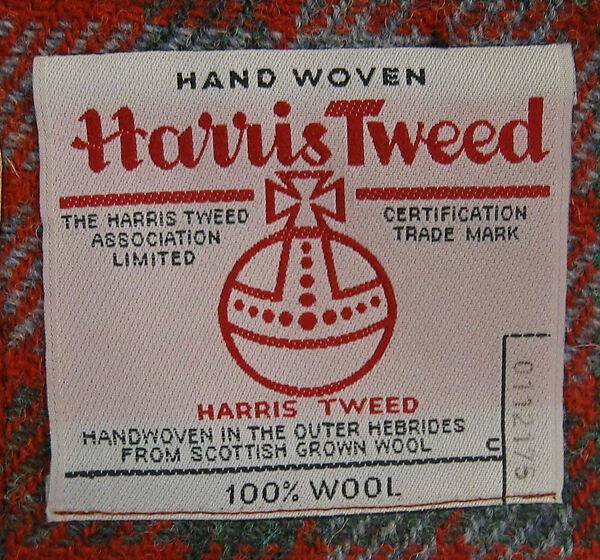 HAND WOVEN
Harris Tweed
THE HARRIS TWEED
ASSOCIATION
LIMITED
CERTIFICATION
TRADE MARK
HARRIS TWEED
HANDWOVEN IN THE OUTER HEBRIDES
FROM SCOTTISH GROWN WOOL
100% WOOL
0112175